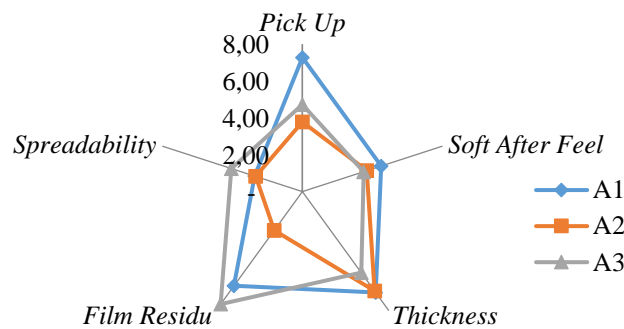 Pick Up
8,00
6,00
4,00
2,00
-
Soft After Feel
Thickness
Film Residu
Spreadability
A1
A2
A3